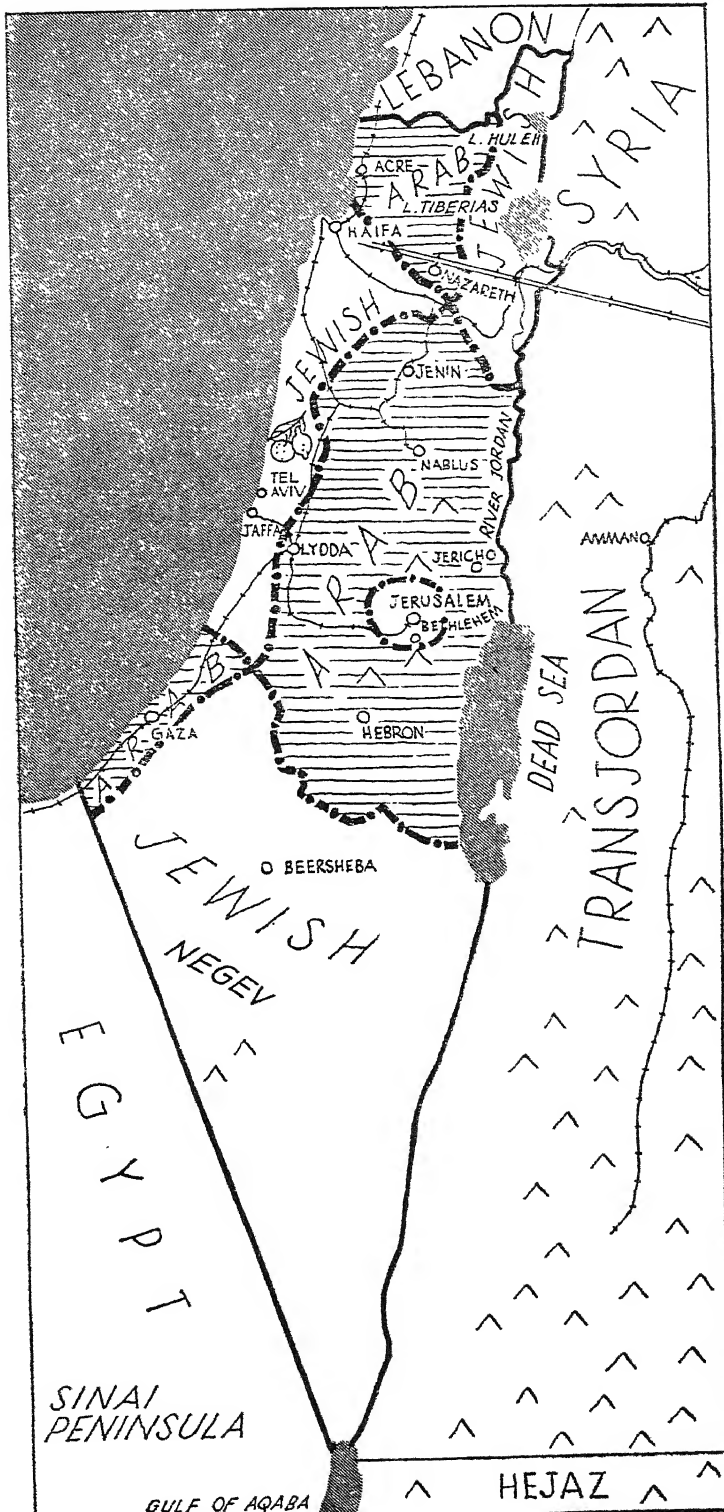 LEBANON
JEWISH
SYRIA
L. HULEH
ACRE
ARAB
L. TIBERIAS
HAIFA
NAZARETH
JEWISH
JENIN
NABLUS
RIVER JORDAN
TEL
AVIV
JAFFA
LYDDA
ARAB
JERICHO
AMMAN
JERUSALEM
BETHLEHEM
ARAB
GAZA
HEBRON
DEAD SEA
TRANSJORDAN
BEERSHEBA
JEWISH
NEGEV
EGYPT
SINAI
PENINSULA
GULF OF AQABA
HEJAZ